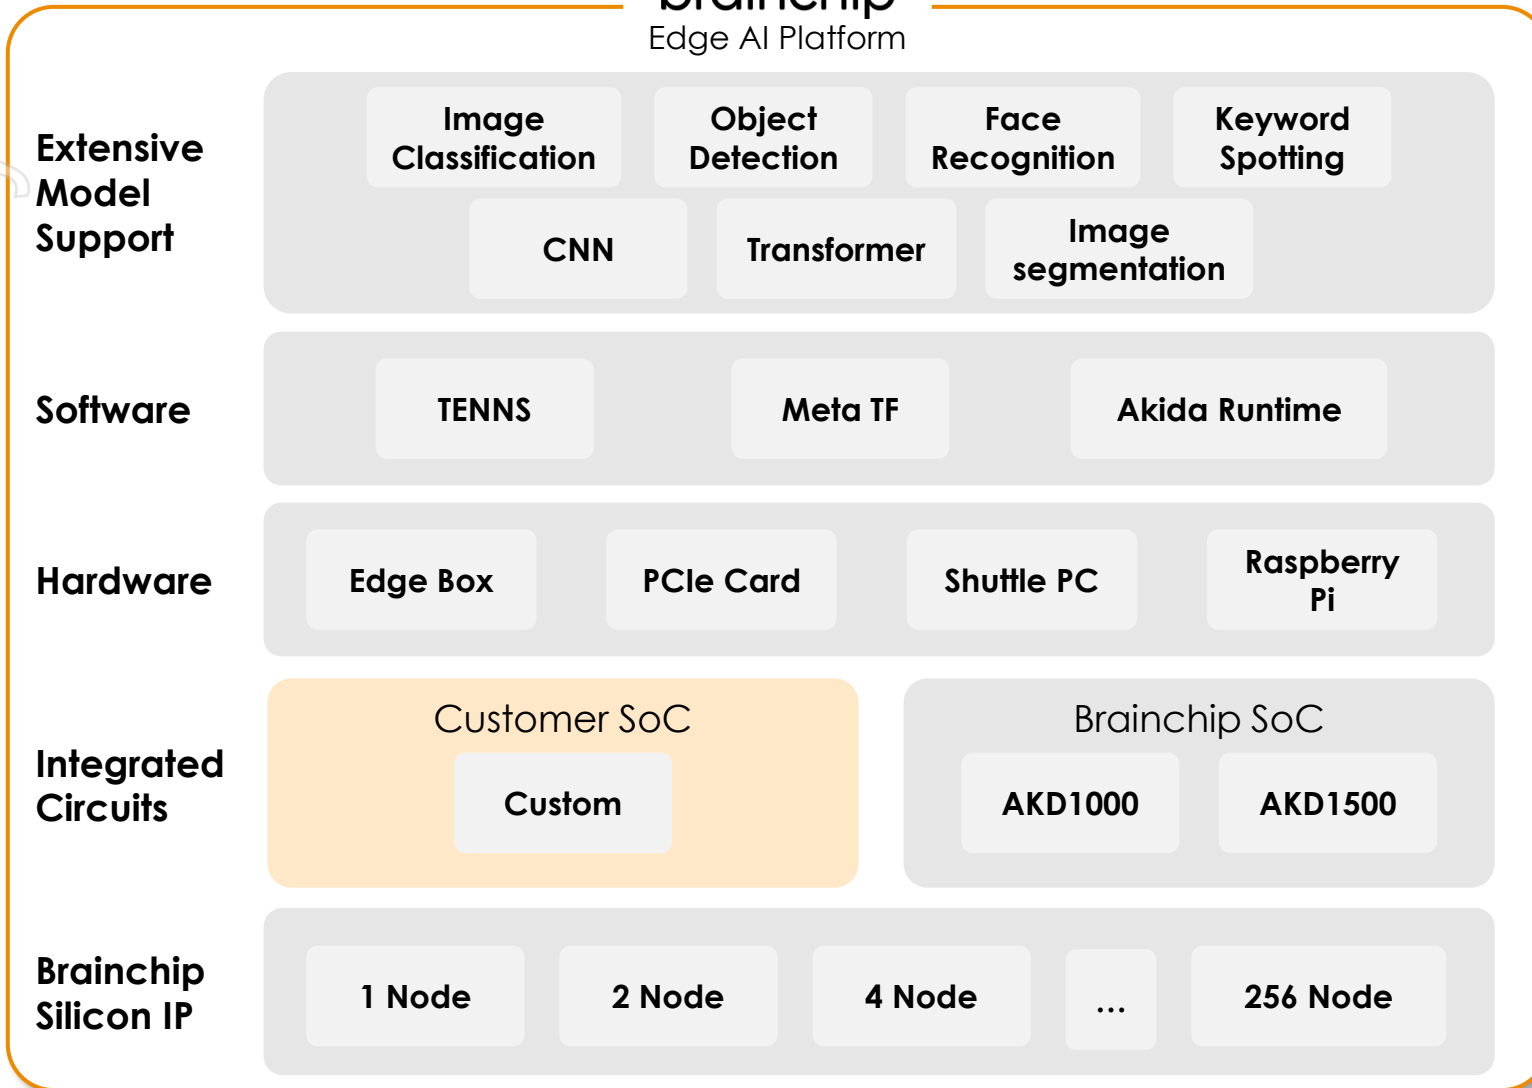 brainchip
Edge AI Platform
Extensive
Model
Support
Image
Classification
Object
Detection
Face
Recognition
Keyword
Spotting
CNN
Transformer
Image
segmentation
Software
TENNS
Meta TF
Akida Runtime
Hardware
Edge Box
PCIe Card
Shuttle PC
Raspberry
Pi
Integrated
Circuits
Customer SoC
Custom
Brainchip SoC
AKD1000
AKD1500
Brainchip
Silicon IP
1 Node
2 Node
4 Node
...
256 Node